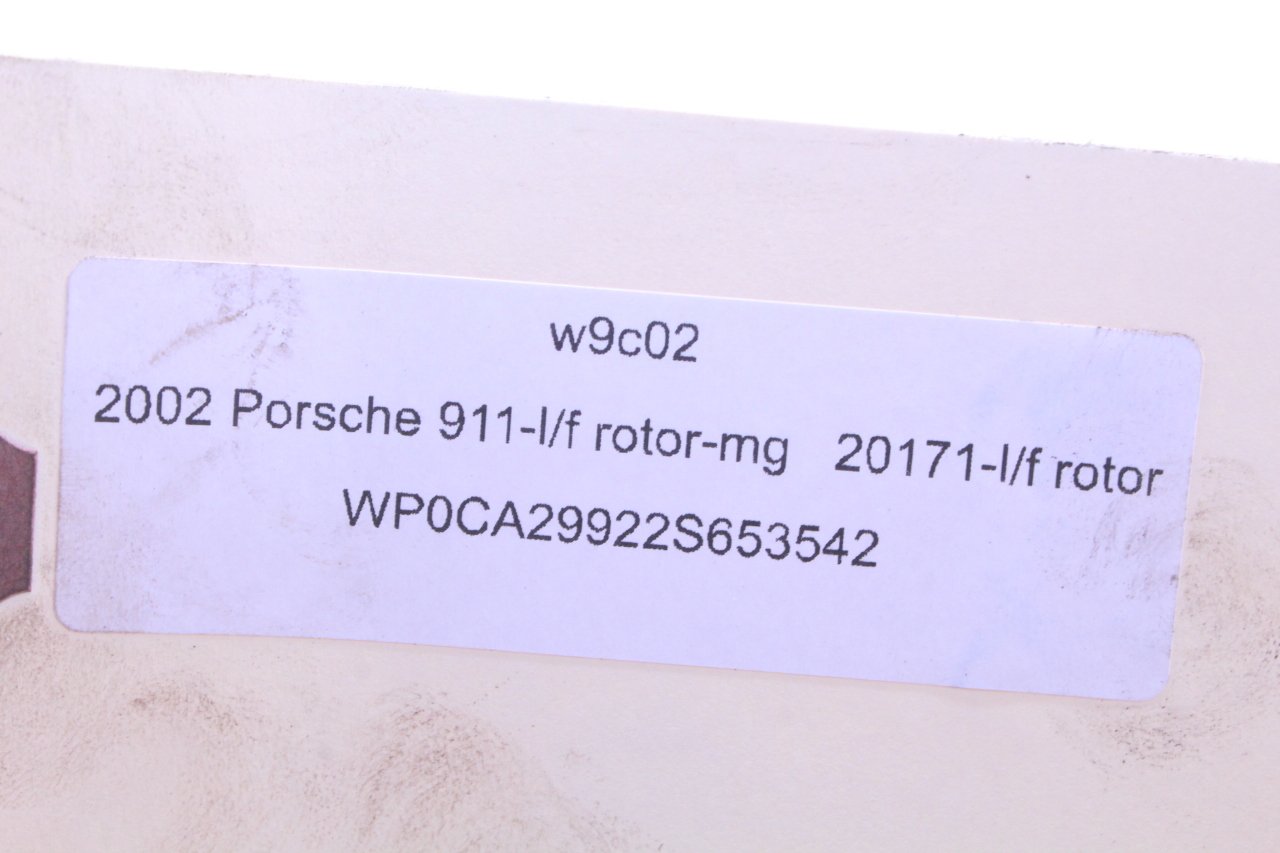 w9c02
2002 Porsche 911-l/f rotor-mg 20171-l/f rotor
WP0CA29922S653542